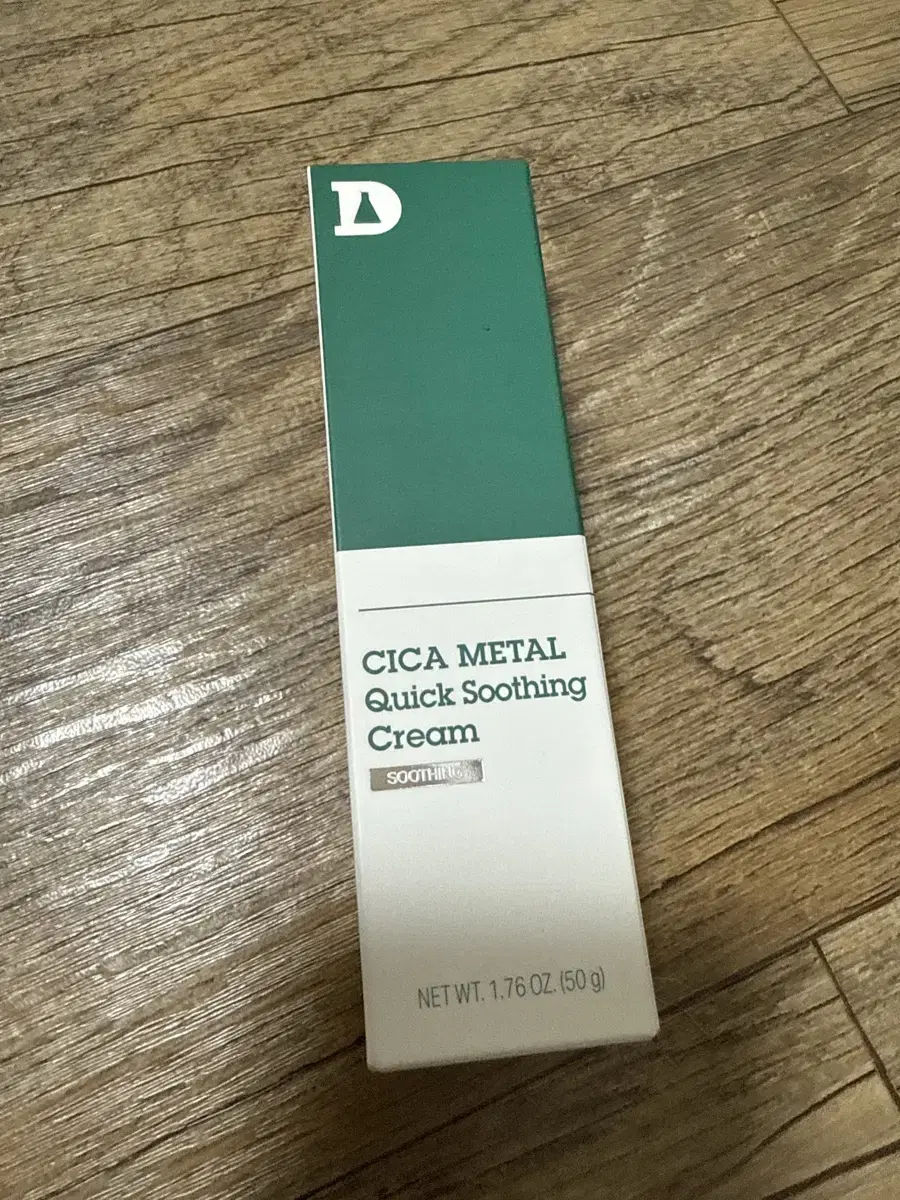 D
CICA METAL
Quick Soothing
Cream
SOOTHING
NET WT. 1.76 OZ. (50 g)